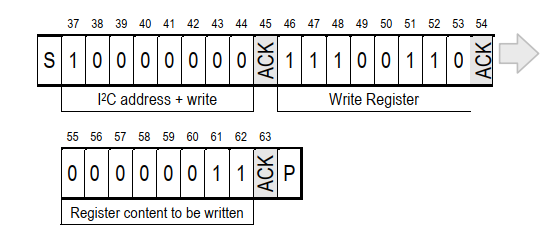 37 38 39 40 41 42 43 44 45 46 47 48 49 50 51 52 53 54
S 1 0 0 0 0 0 0 0 ACK 1 1 1 0 0 1 1 0 ACK
I²C address + write Write Register
55 56 57 58 59 60 61 62 63
0 0 0 0 0 0 1 1 ACK P
Register content to be written